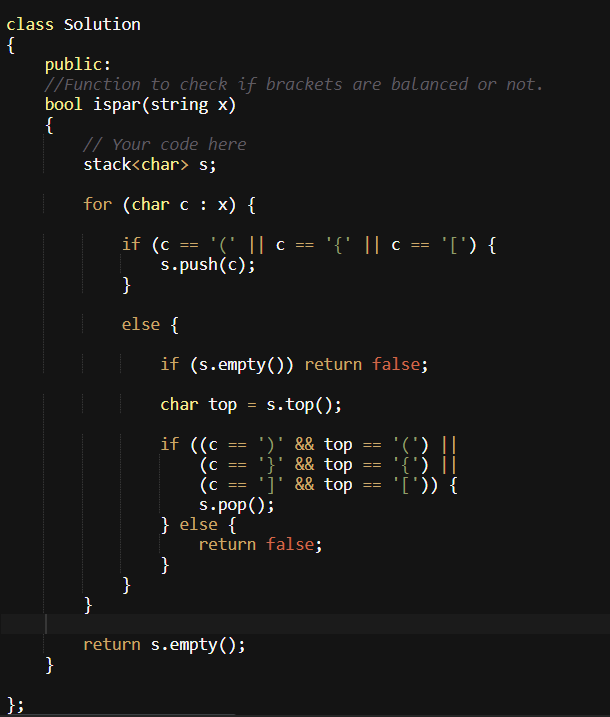 class Solution
{
    public:
    //Function to check if brackets are balanced or not.
    bool ispar(string x)
    {
        // Your code here
        stack<char> s;
        for (char c : x) {
            if (c == '(' || c == '{' || c == '[') {
                s.push(c);
            }
            else {
                if (s.empty()) return false;
                char top = s.top();
                if ((c == ')' && top == '(') ||
                    (c == '}' && top == '{') ||
                    (c == ']' && top == '[')) {
                    s.pop();
                } else {
                    return false;
                }
            }
        }
        return s.empty();
    }
};